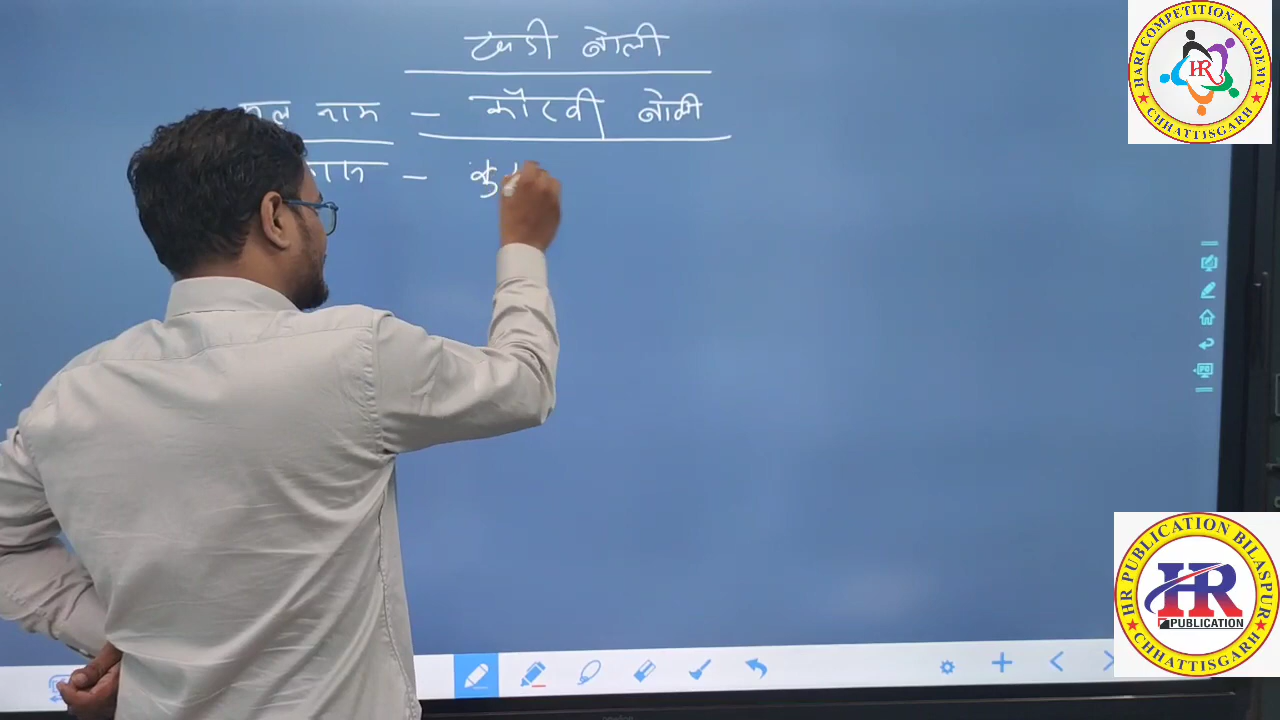 खडी बोली
मूल नाम - कौरवी बोली
नाम - कु
HARI COMPETITION ACADEMY
HR
CHHATTISGARH
HR PUBLICATION BILASPUR
HR
PUBLICATION
CHHATTISGARH